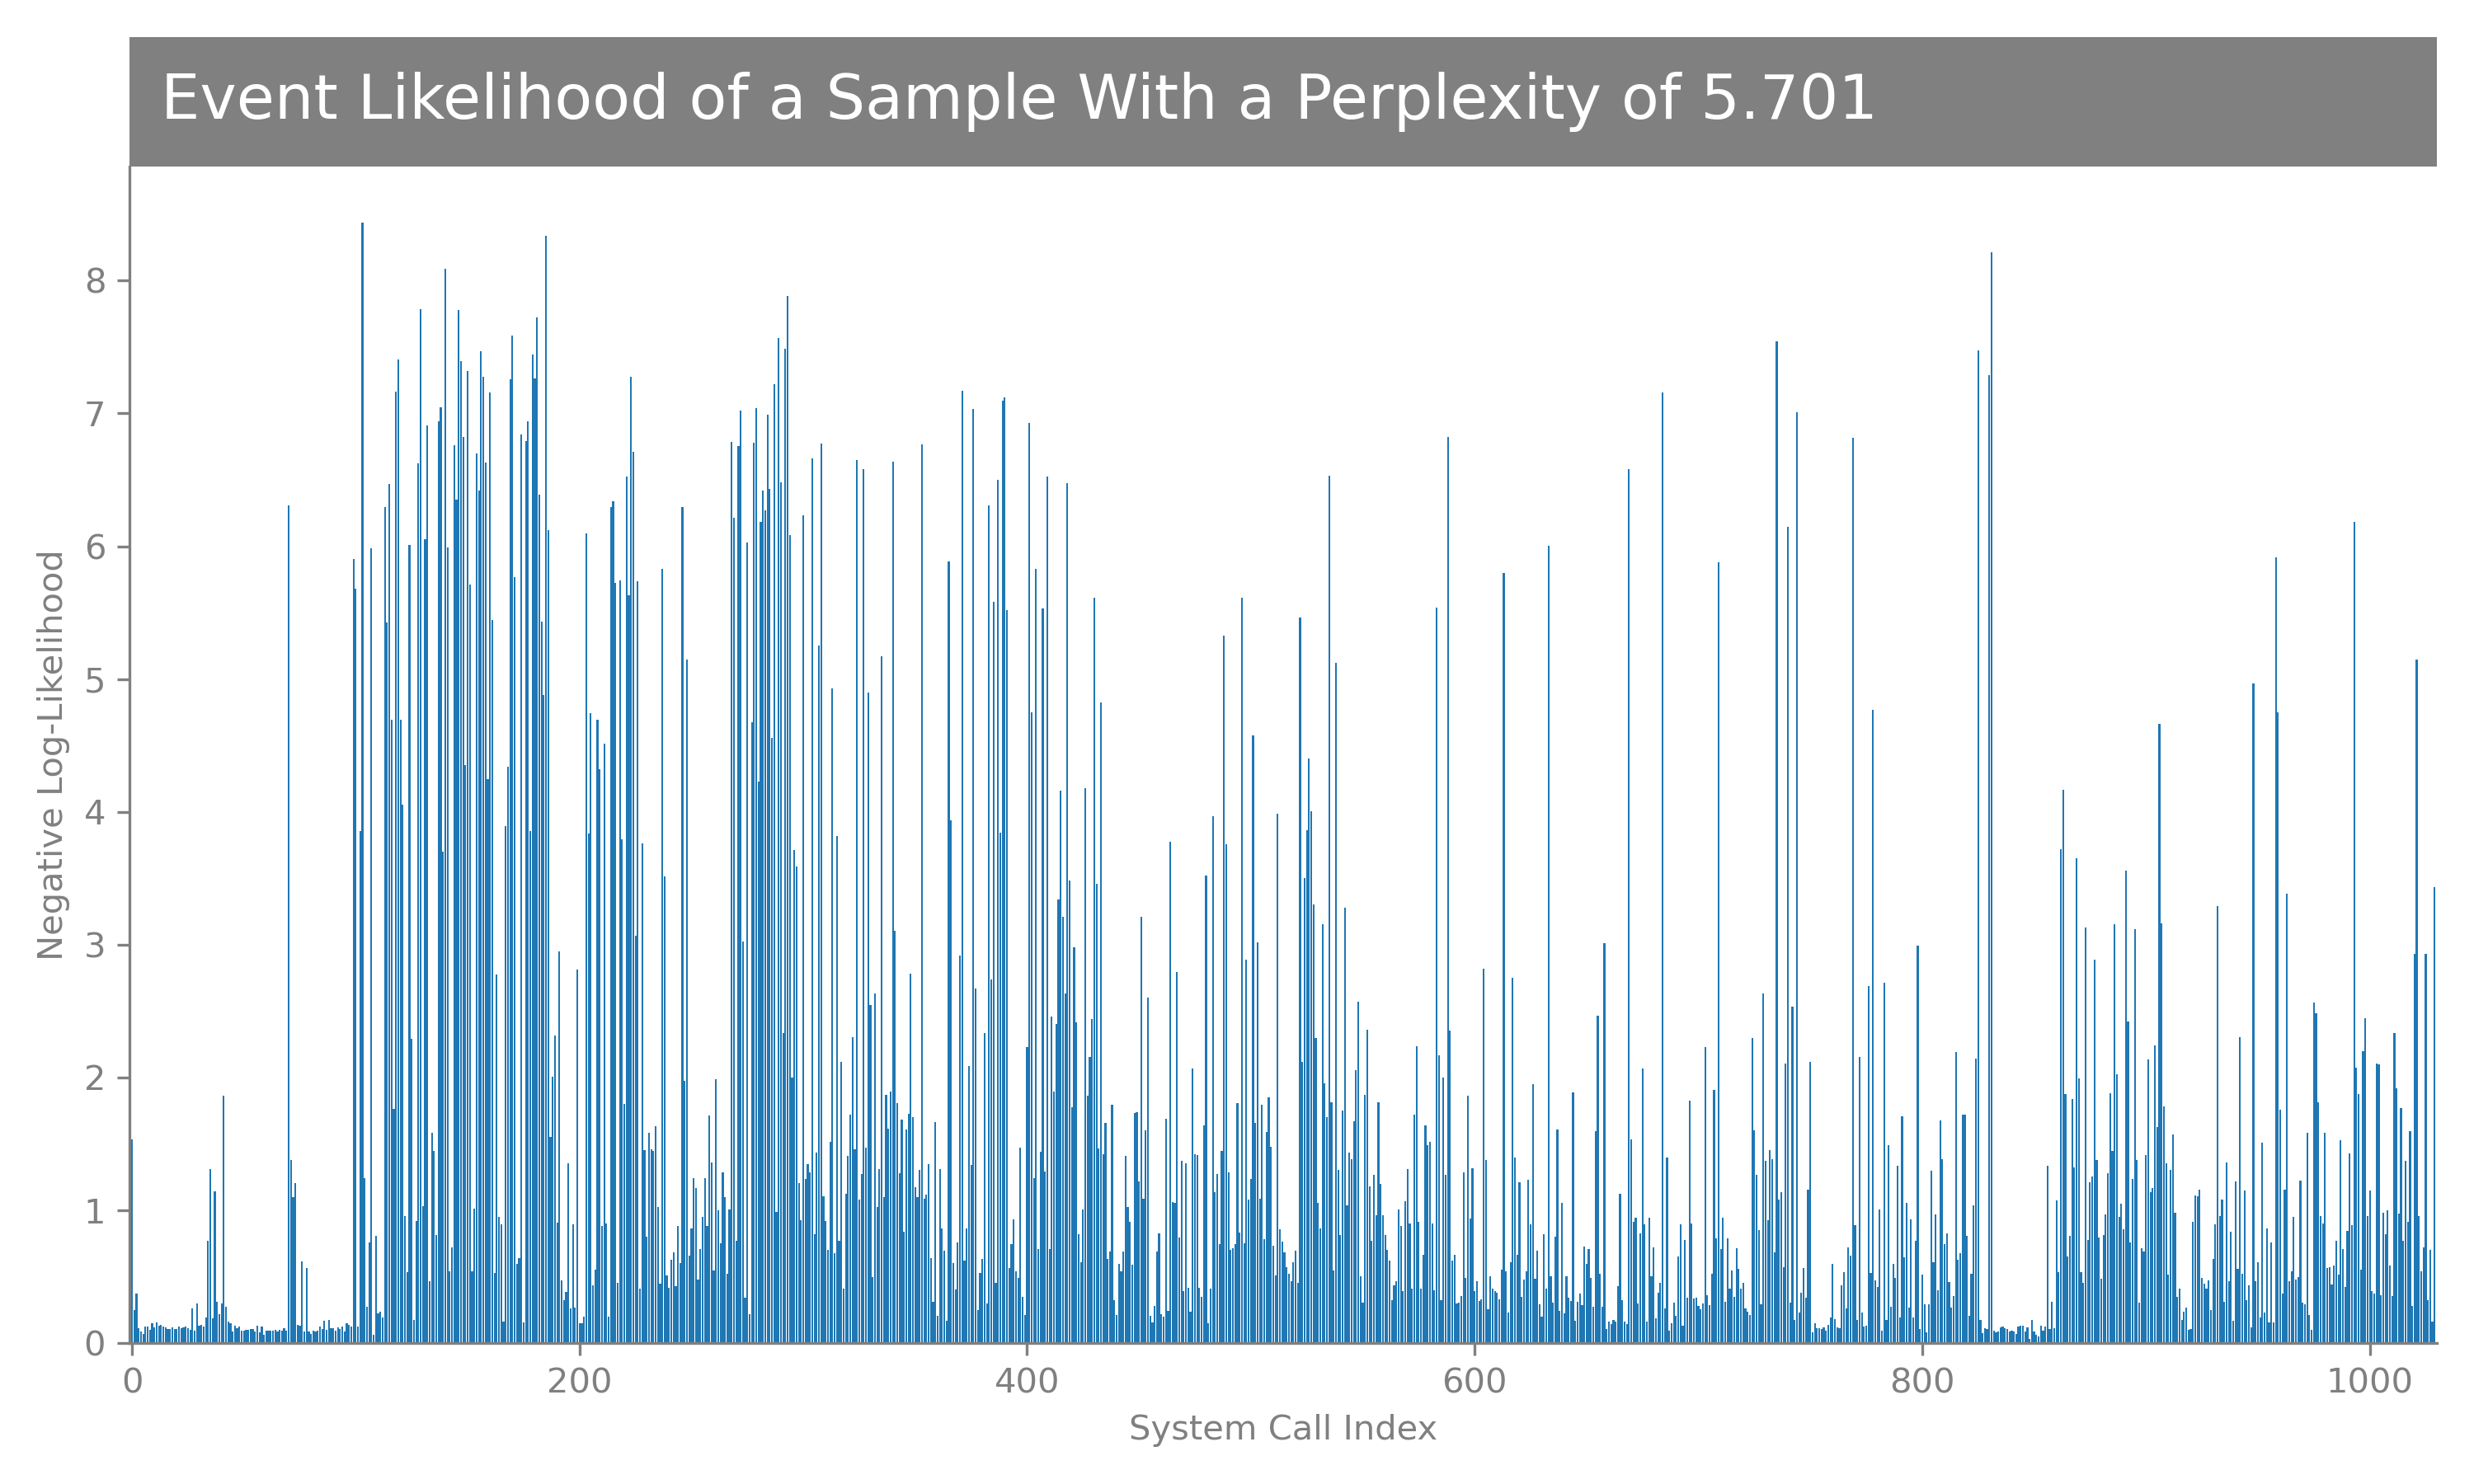 Event Likelihood of a Sample With a Perplexity of 5.701
Negative Log-Likelihood
8
7
6
5
4
3
2
1
0
0 200 400 600 800 1000
System Call Index